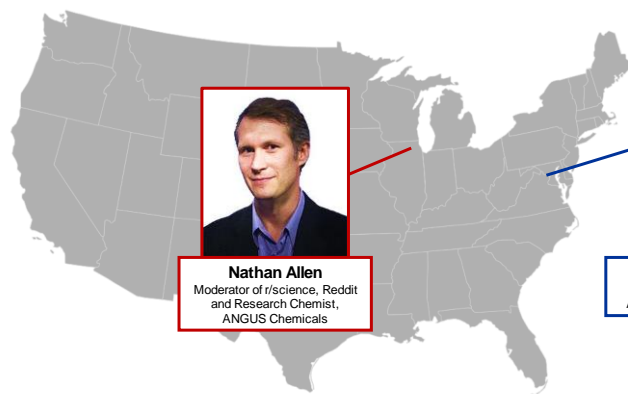 Nathan Allen
Moderator of r/science, Reddit
and Research Chemist,
ANGUS Chemicals